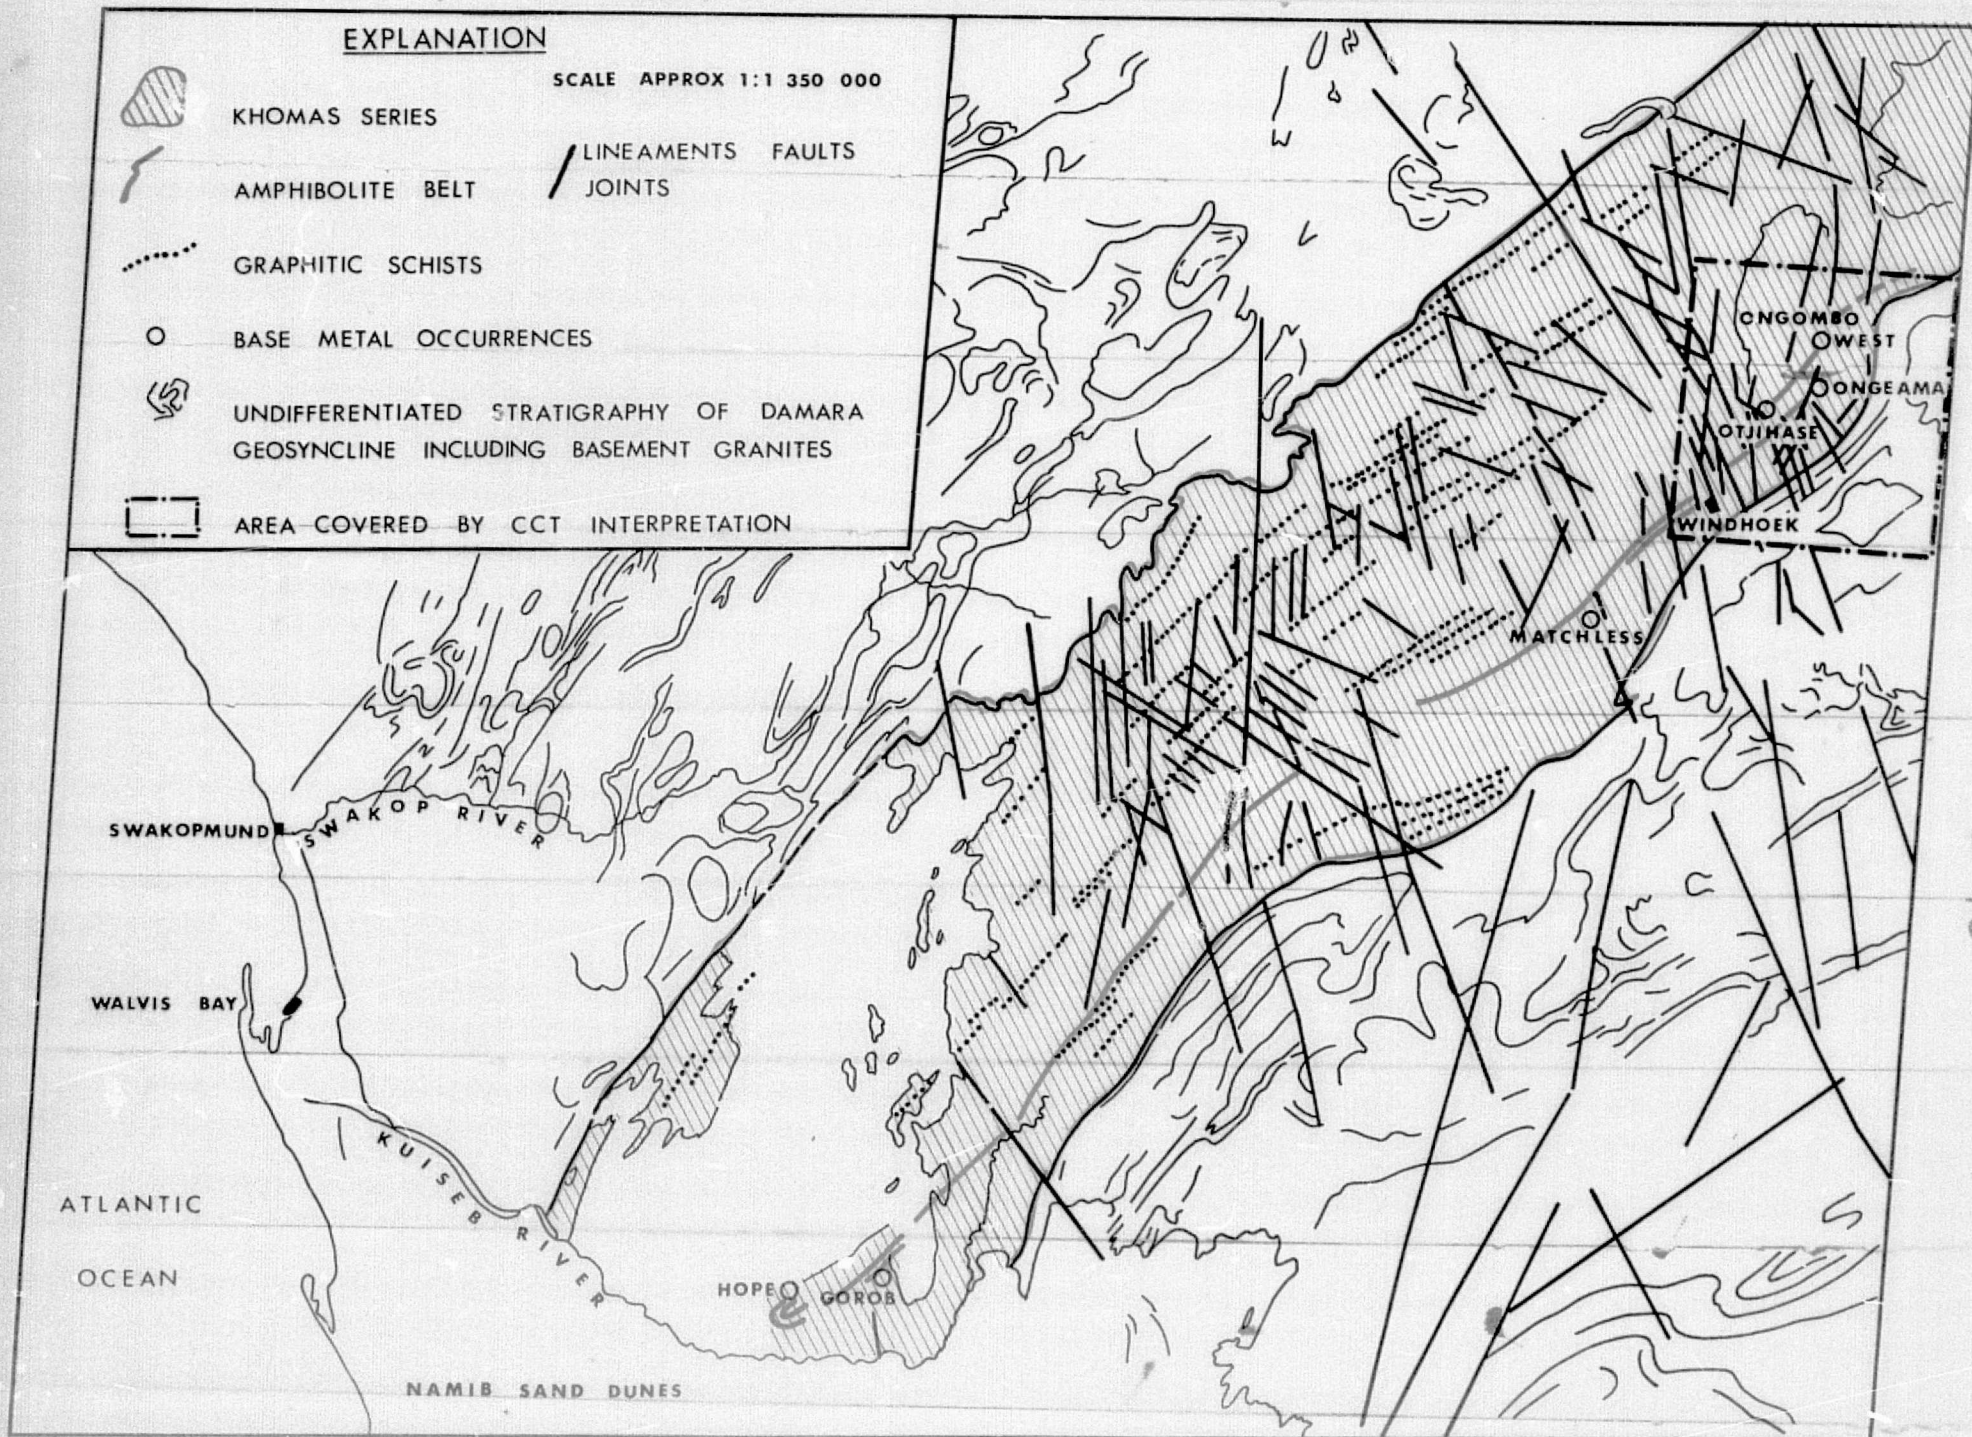 EXPLANATION
SCALE APPROX 1:1 350 000
KHOMAS SERIES
LINEAMENTS FAULTS
JOINTS
AMPHIBOLITE BELT
GRAPHITIC SCHISTS
BASE METAL OCCURRENCES
UNDIFFERENTIATED STRATIGRAPHY OF DAMARA
GEOSYNCLINE INCLUDING BASEMENT GRANITES
AREA COVERED BY CCT INTERPRETATION
ONGOMBO
WEST
ONGEAMA
OTJIHASE
WINDHOEK
MATCHLESS
SWAKOPMUND
SWAKOP RIVER
WALVIS BAY
KUISEB RIVER
ATLANTIC
OCEAN
HOPE
GOROB
NAMIB SAND DUNES